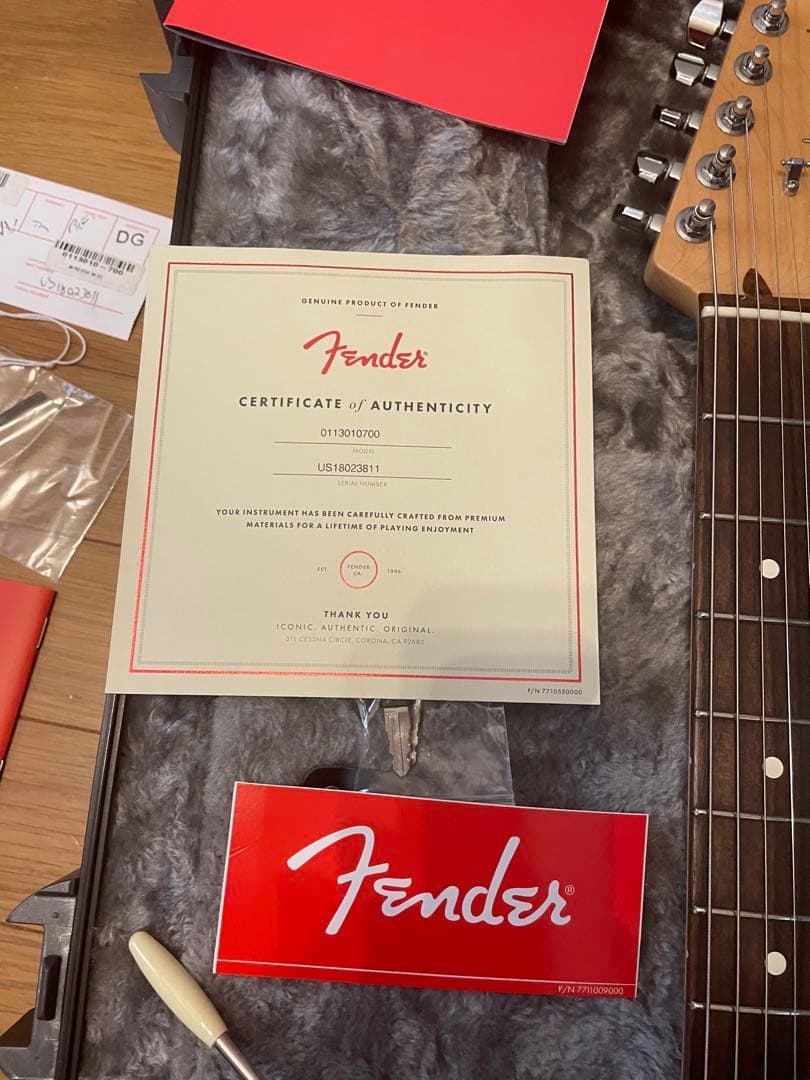 DG
0113010-700
US18023811
GENUINE PRODUCT OF FENDER
Fender
CERTIFICATE of AUTHENTICITY
0113010700
MODEL
US18023811
SERIAL NUMBER
YOUR INSTRUMENT HAS BEEN CAREFULLY CRAFTED FROM PREMIUM
MATERIALS FOR A LIFETIME OF PLAYING ENJOYMENT
EST. FENDER CA. 1946
THANK YOU
ICONIC. AUTHENTIC. ORIGINAL.
311 CESSNA CIRCLE, CORONA, CA 92880
P/N 7710550000
Fender®
P/N 7711009000